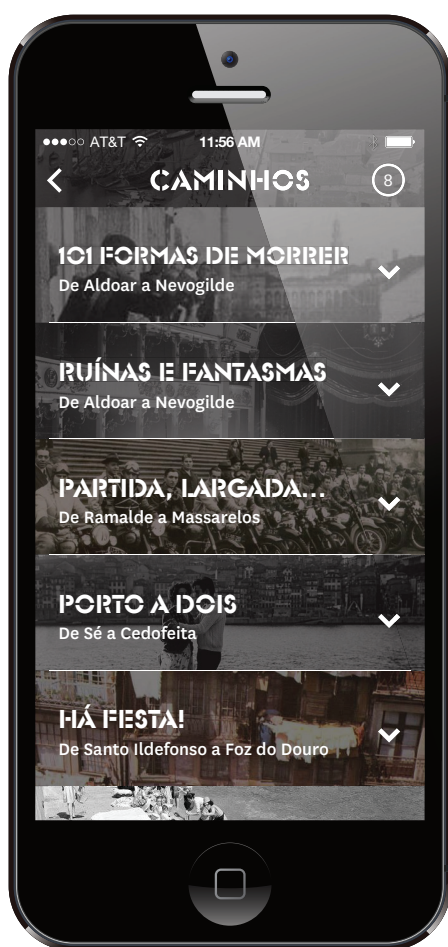 AT&T 11:56 AM
CAMINHOS 8
101 FORMAS DE MORRER
De Aldoar a Nevogilde
RUÍNAS E FANTASMAS
De Aldoar a Nevogilde
PARTIDA, LARGADA...
De Ramalde a Massarelos
PORTO A DOIS
De Sé a Cedofeita
HÁ FESTA!
De Santo Ildefonso a Foz do Douro